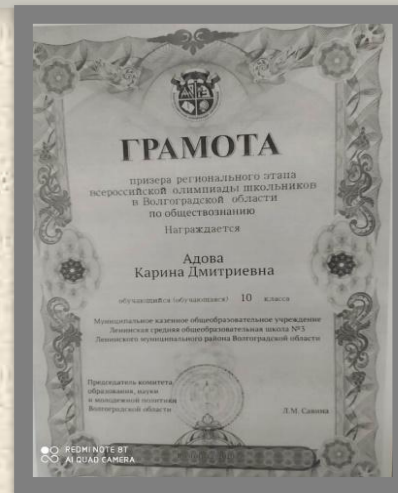 ГРАМОТА
призера регионального этапа
всероссийской олимпиады школьников
в Волгоградской области
по обществознанию
Награждается
Адова
Карина Дмитриевна
обучающийся (обучающаяся) 10 класса
Муниципальное казенное общеобразовательное учреждение
Ленинская средняя общеобразовательная школа №3
Ленинского муниципального района Волгоградской области
Председатель комитета
образования, науки
и молодежной политики
Волгоградской области
Л.М. Савина
REDMI NOTE 8T
AI QUAD CAMERA